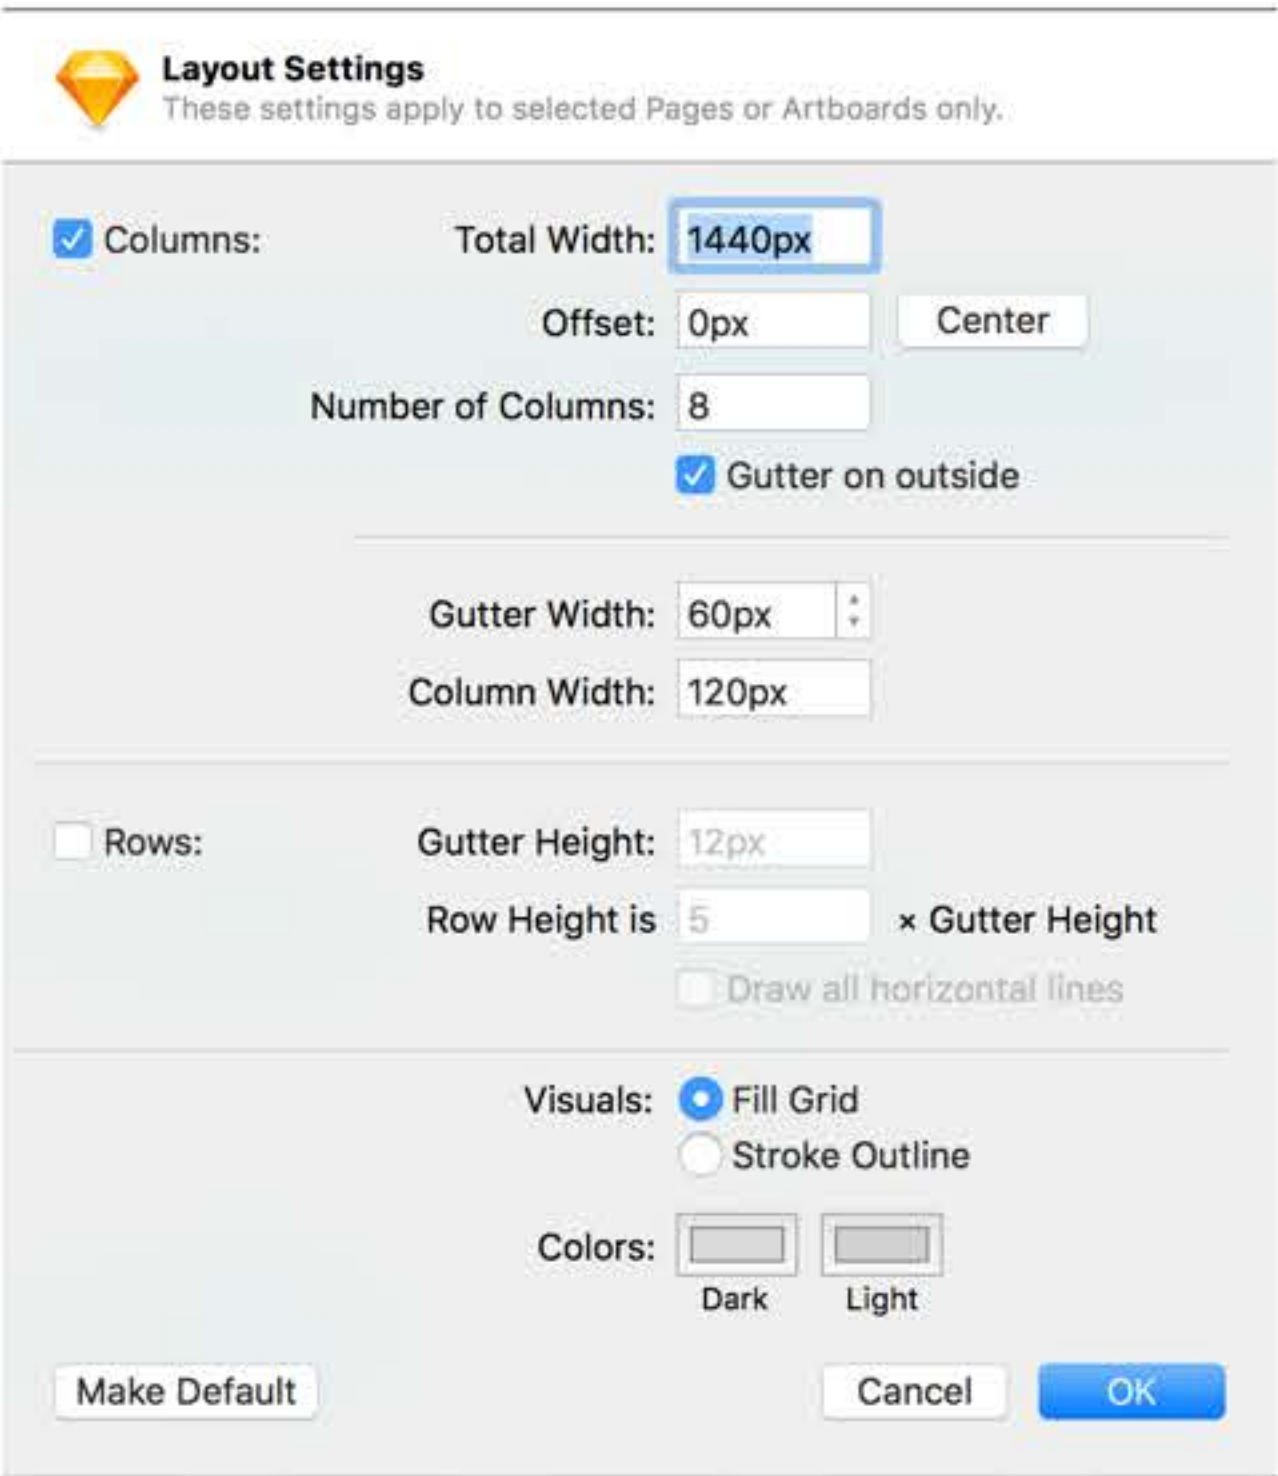 Layout Settings
These settings apply to selected Pages or Artboards only.
Columns: Total Width: 1440px
Offset: 0px Center
Number of Columns: 8
Gutter on outside
Gutter Width: 60px
Column Width: 120px
Rows: Gutter Height: 12px
Row Height is 5 × Gutter Height
Draw all horizontal lines
Visuals: Fill Grid
Stroke Outline
Colors:
Dark Light
Make Default Cancel OK